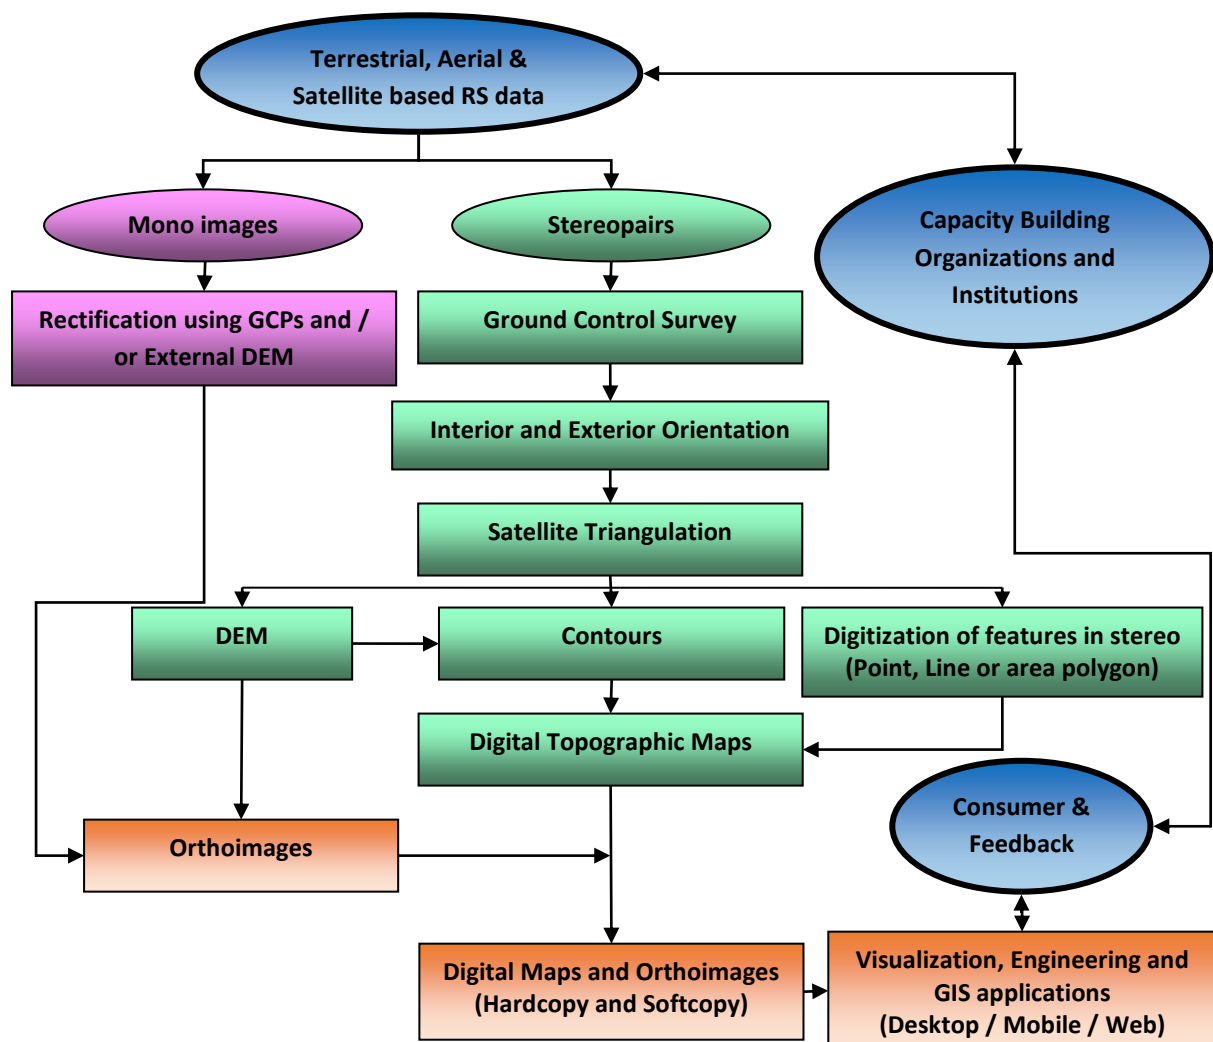 Terrestrial, Aerial &
Satellite based RS data
Mono images
Stereopairs
Capacity Building
Organizations and
Institutions
Rectification using GCPs and /
or External DEM
Ground Control Survey
Interior and Exterior Orientation
Satellite Triangulation
DEM
Contours
Digitization of features in stereo
(Point, Line or area polygon)
Digital Topographic Maps
Consumer &
Feedback
Orthoimages
Digital Maps and Orthoimages
(Hardcopy and Softcopy)
Visualization, Engineering and
GIS applications
(Desktop / Mobile / Web)